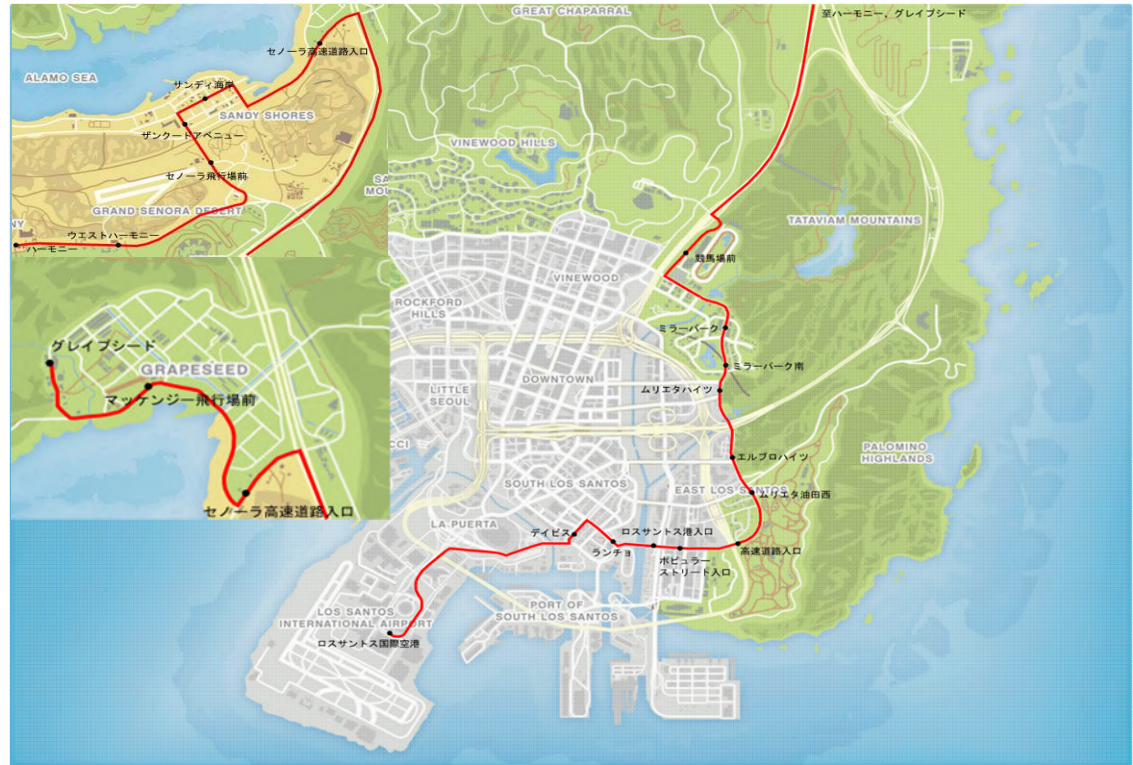 GREAT CHAPARRAL
至ハーモニー、グレイプシード
セノーラ高速道路入口
ALAMO SEA
サンディ海岸
SANDY SHORES
ザンクードアベニュー
セノーラ飛行場前
GRAND SENORA DESERT
NY
ウエストハーモニー
ハーモニー
SA
MOU
VINEWOOD HILLS
TATAVIAM MOUNTAINS
競馬場前
VINEWOOD
ROCKFORD
HILLS
ミラーパーク
グレイプシード
GRAPESEED
マッケンジー飛行場前
ミラーパーク南
DOWNTOWN
LITTLE
SEOUL
ムリエタハイツ
CCI
PALOMINO
HIGHLANDS
エルブロハイツ
SOUTH LOS SANTOS
EAST LOS SANTOS
ムリエタ油田西
セノーラ高速道路入口
LA PUERTA
デイビス
ロスサントス港入口
ランチョ
高速道路入口
ポピュラー
ストリート入口
LOS SANTOS
INTERNATIONAL AIRPORT
PORT OF
SOUTH LOS SANTOS
ロスサントス国際空港